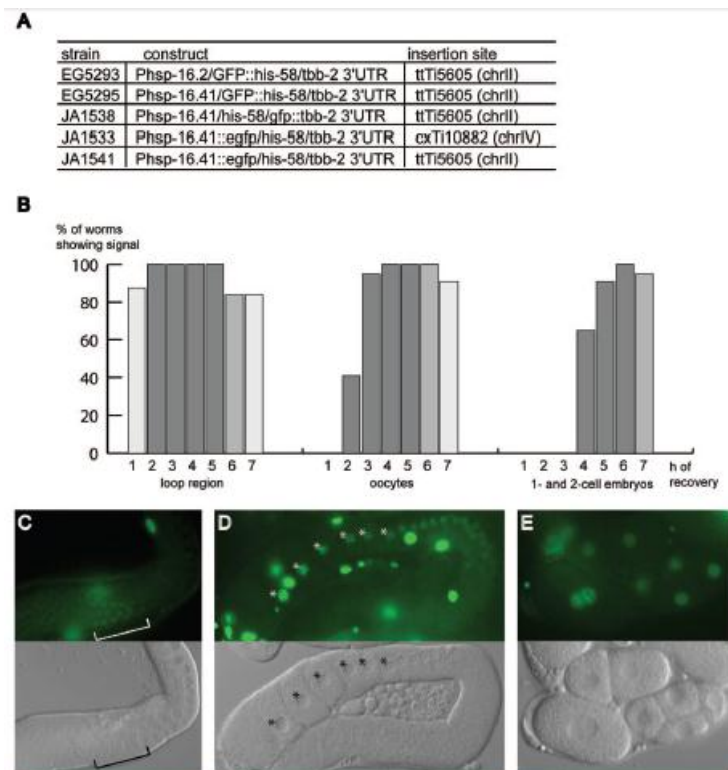 A
strain construct insertion site
EG5293 Phsp-16.2/GFP::his-58/tbb-2 3'UTR ttTi5605 (chrII)
EG5295 Phsp-16.41/GFP::his-58/tbb-2 3'UTR ttTi5605 (chrII)
JA1538 Phsp-16.41/his-58/gfp::tbb-2 3'UTR ttTi5605 (chrII)
JA1533 Phsp-16.41::egfp/his-58/tbb-2 3'UTR cxTi10882 (chrIV)
JA1541 Phsp-16.41::egfp/his-58/tbb-2 3'UTR ttTi5605 (chrII)
B
% of worms
showing signal
100
80
60
40
20
0
1 2 3 4 5 6 7 1 2 3 4 5 6 7 1 2 3 4 5 6 7 h of
loop region oocytes 1- and 2-cell embryos recovery
C D E